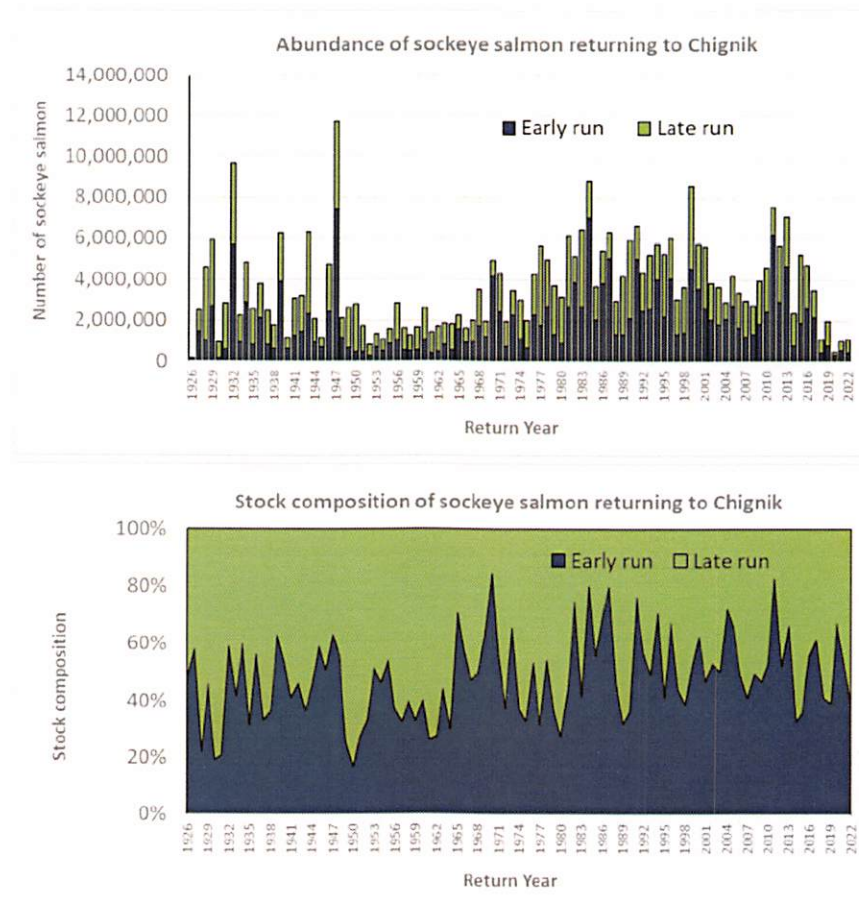 Abundance of sockeye salmon returning to Chignik
Number of sockeye salmon
14,000,000
12,000,000
10,000,000
8,000,000
6,000,000
4,000,000
2,000,000
0
Early run Late run
1926 1929 1932 1935 1938 1941 1944 1947 1950 1953 1956 1959 1962 1965 1968 1971 1974 1977 1980 1983 1986 1989 1992 1995 1998 2001 2004 2007 2010 2013 2016 2019 2022
Return Year
Stock composition of sockeye salmon returning to Chignik
Stock composition
100%
80%
60%
40%
20%
0%
Early run Late run
1926 1929 1932 1935 1938 1941 1944 1947 1950 1953 1956 1959 1962 1965 1968 1971 1974 1977 1980 1983 1986 1989 1992 1995 1998 2001 2004 2007 2010 2013 2016 2019 2022
Return Year